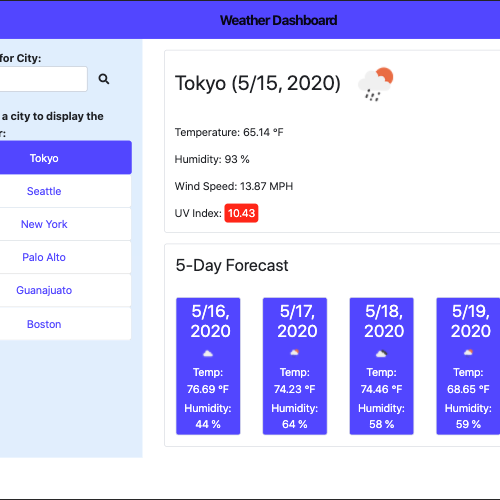 Weather Dashboard
for City:
a city to display the
r:
Tokyo
Seattle
New York
Palo Alto
Guanajuato
Boston
Tokyo (5/15, 2020)
Temperature: 65.14 °F
Humidity: 93 %
Wind Speed: 13.87 MPH
UV Index: 10.43
5-Day Forecast
5/16,
2020
Temp:
76.69 °F
Humidity:
44 %
5/17,
2020
Temp:
74.23 °F
Humidity:
64 %
5/18,
2020
Temp:
74.46 °F
Humidity:
58 %
5/19,
2020
Temp:
68.65 °F
Humidity:
59 %